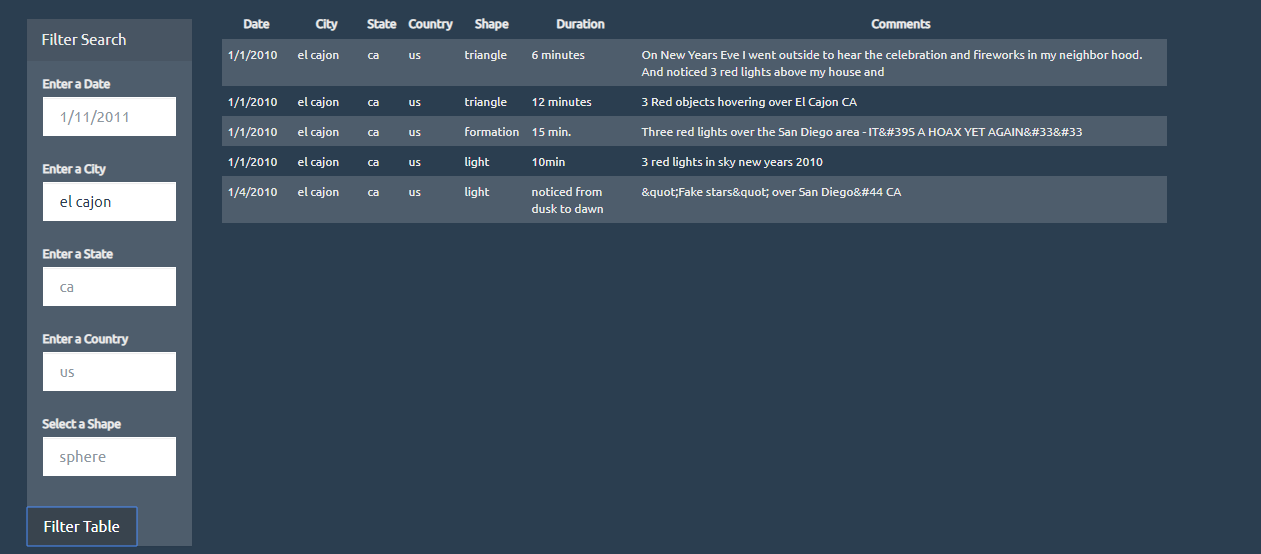 Filter Search
Enter a Date
1/11/2011
Enter a City
el cajon
Enter a State
ca
Enter a Country
us
Select a Shape
sphere
Filter Table
Date City State Country Shape Duration Comments
1/1/2010 el cajon ca us triangle 6 minutes On New Years Eve I went outside to hear the celebration and fireworks in my neighbor hood.
And noticed 3 red lights above my house and
1/1/2010 el cajon ca us triangle 12 minutes 3 Red objects hovering over El Cajon CA
1/1/2010 el cajon ca us formation 15 min. Three red lights over the San Diego area - IT&#39S A HOAX YET AGAIN&#33&#33
1/1/2010 el cajon ca us light 10min 3 red lights in sky new years 2010
1/4/2010 el cajon ca us light noticed from &quot;Fake stars&quot; over San Diego&#44 CA
dusk to dawn